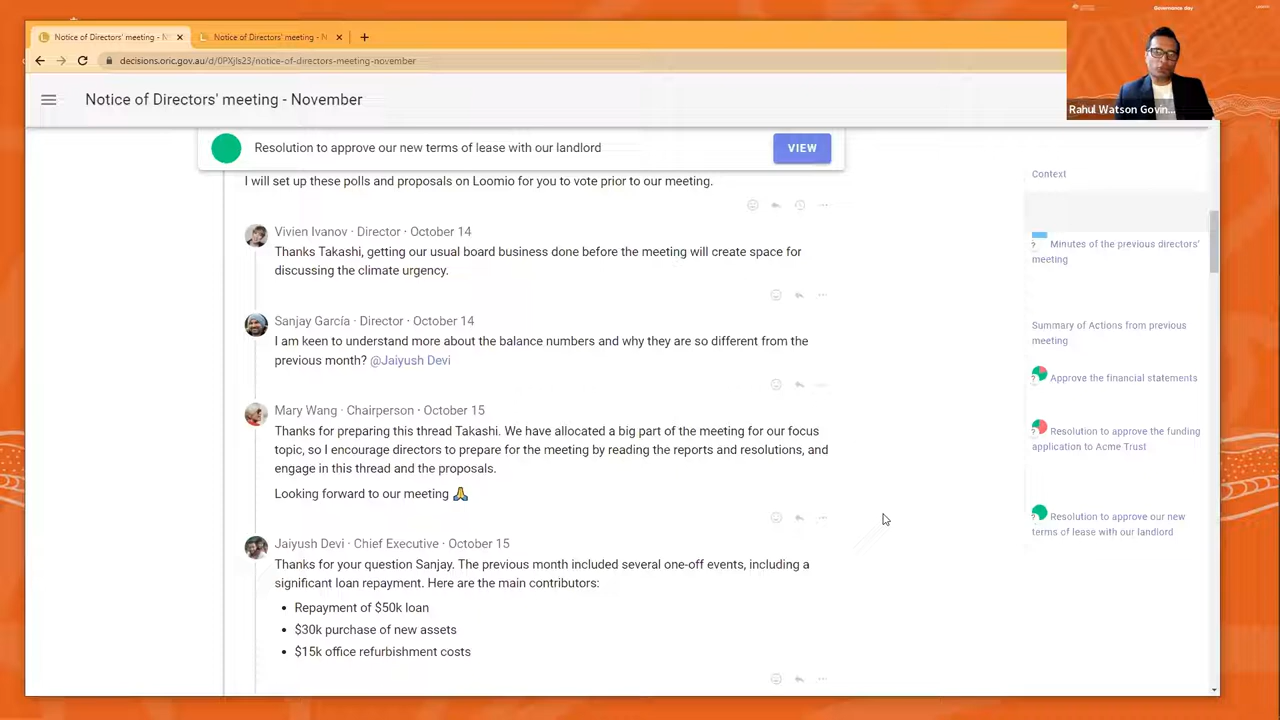 Governance day
Notice of Directors' meeting - N
Notice of Directors' meeting - N
decisions.oric.gov.au/d/0PXjls23/notice-of-directors-meeting-november
Rahul Watson Govin...
Notice of Directors' meeting - November
Resolution to approve our new terms of lease with our landlord
VIEW
I will set up these polls and proposals on Loomio for you to vote prior to our meeting.
Vivien Ivanov · Director · October 14
Thanks Takashi, getting our usual board business done before the meeting will create space for
discussing the climate urgency.
Sanjay García · Director · October 14
I am keen to understand more about the balance numbers and why they are so different from the
previous month? @Jaiyush Devi
Mary Wang · Chairperson · October 15
Thanks for preparing this thread Takashi. We have allocated a big part of the meeting for our focus
topic, so I encourage directors to prepare for the meeting by reading the reports and resolutions, and
engage in this thread and the proposals.
Looking forward to our meeting 🙏
Jaiyush Devi · Chief Executive · October 15
Thanks for your question Sanjay. The previous month included several one-off events, including a
significant loan repayment. Here are the main contributors:
• Repayment of $50k loan
• $30k purchase of new assets
• $15k office refurbishment costs
Context
? Minutes of the previous directors'
meeting
Summary of Actions from previous
meeting
? Approve the financial statements
? Resolution to approve the funding
application to Acme Trust
? Resolution to approve our new
terms of lease with our landlord